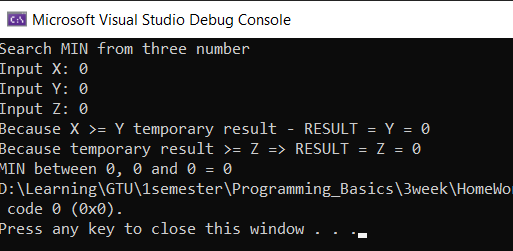 Microsoft Visual Studio Debug Console
Search MIN from three number
Input X: 0
Input Y: 0
Input Z: 0
Because X >= Y temporary result - RESULT = Y = 0
Because temporary result >= Z => RESULT = Z = 0
MIN between 0, 0 and 0 = 0
D:\Learning\GTU\1semester\Programming_Basics\3week\HomeWor
code 0 (0x0).
Press any key to close this window . . .